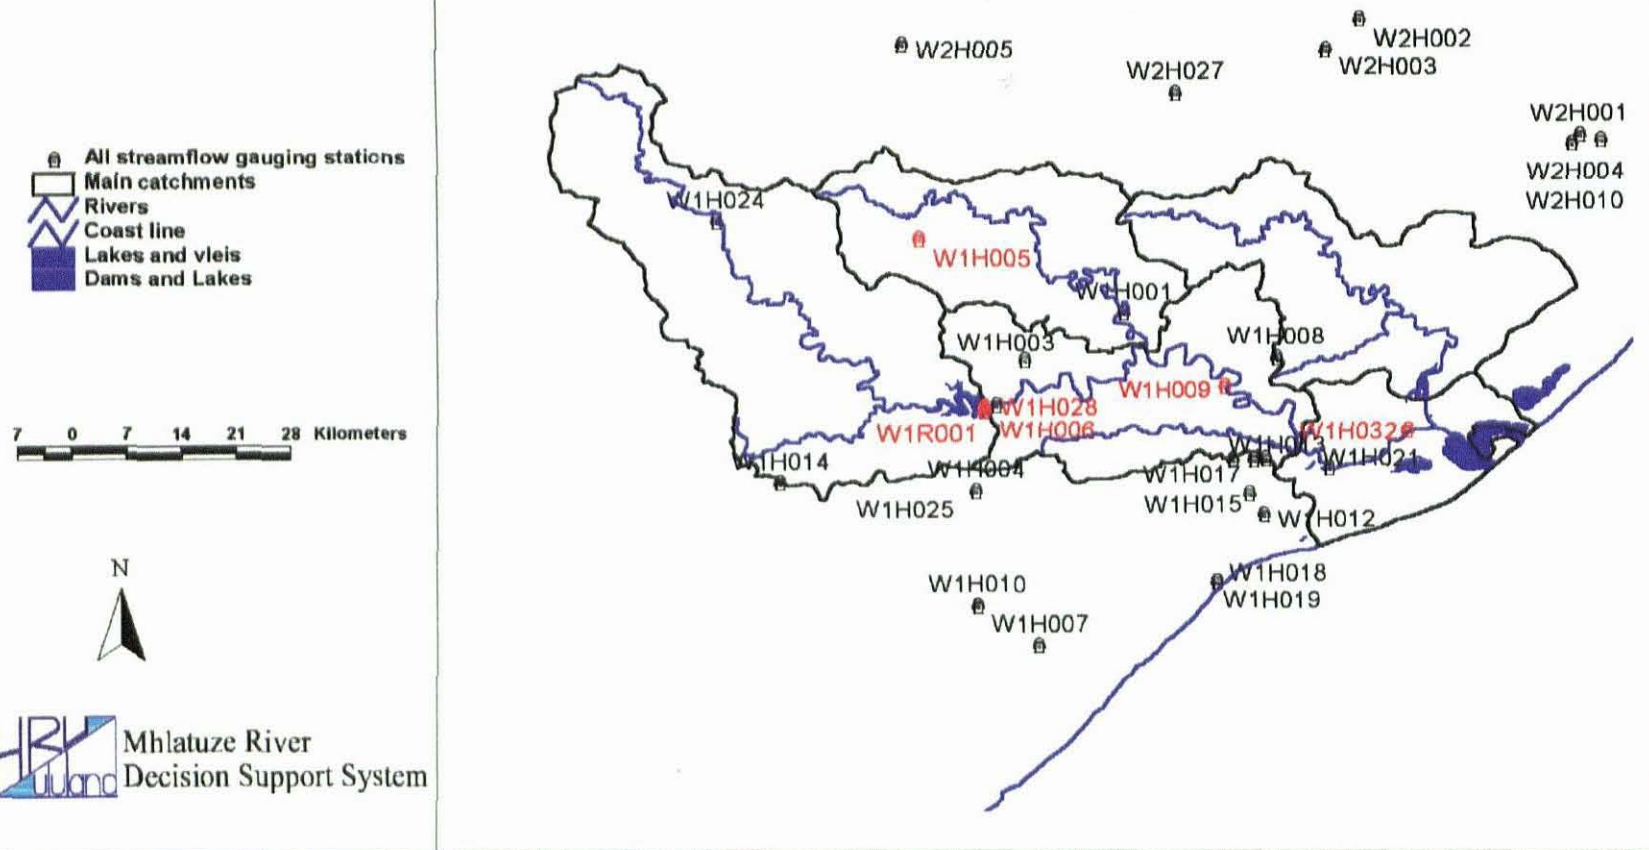 All streamflow gauging stations
Main catchments
Rivers
Coast line
Lakes and vleis
Dams and Lakes
7 0 7 14 21 28 Kilometers
N
Mhlatuze River
Decision Support System
W2H005
W2H002
W2H003
W2H027
W2H001
W2H004
W2H010
W1H024
W1H005
W1H001
W1H003
W1H008
W1H009
W1H028
W1R001
W1H006
W1H032
W1H021
W1H014
W1H004
W1H017
W1H025
W1H015
W1H012
W1H010
W1H018
W1H019
W1H007